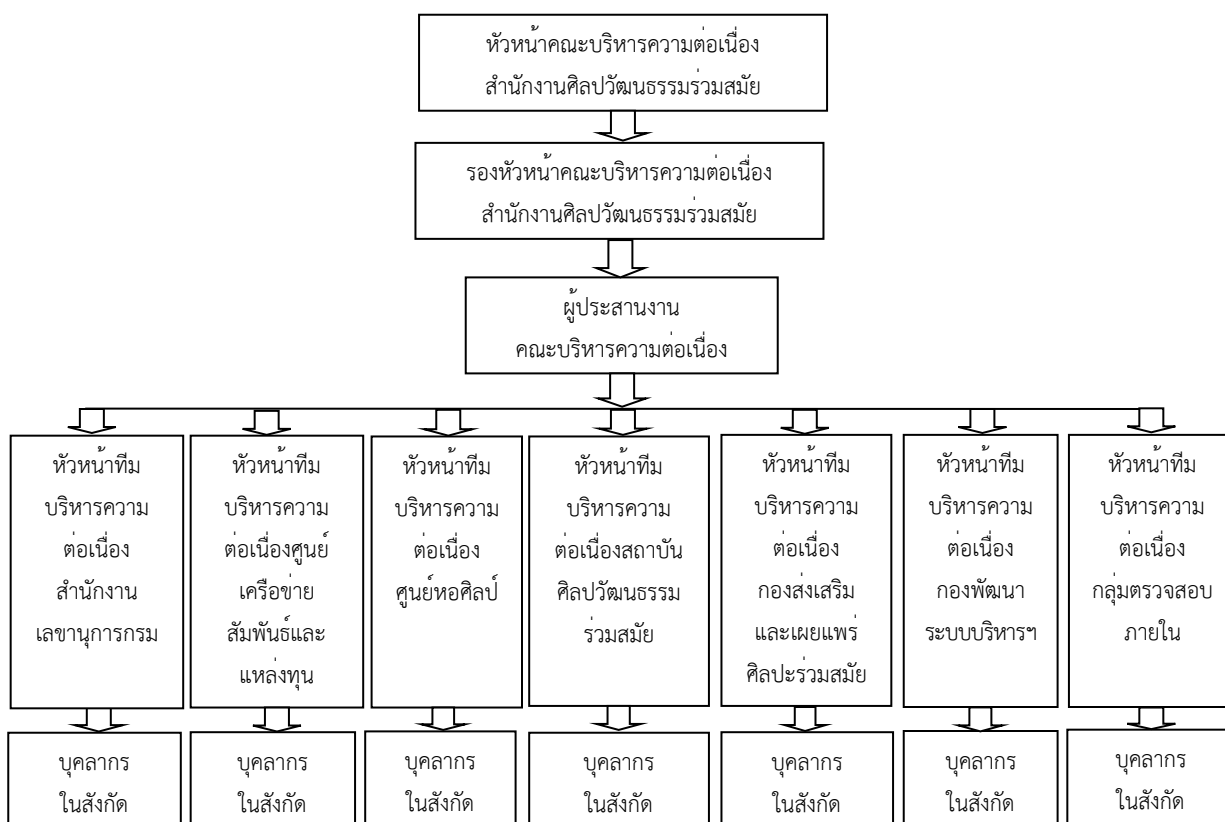 หัวหน้าคณะบริหารความต่อเนื่อง
สำนักงานศิลปวัฒนธรรมร่วมสมัย
รองหัวหน้าคณะบริหารความต่อเนื่อง
สำนักงานศิลปวัฒนธรรมร่วมสมัย
ผู้ประสานงาน
คณะบริหารความต่อเนื่อง
หัวหน้าทีม
บริหารความ
ต่อเนื่อง
สำนักงาน
เลขานุการกรม
หัวหน้าทีม
บริหารความ
ต่อเนื่องศูนย์
เครือข่าย
สัมพันธ์และ
แหล่งทุน
หัวหน้าทีม
บริหารความ
ต่อเนื่อง
ศูนย์หอศิลป์
หัวหน้าทีม
บริหารความ
ต่อเนื่องสถาบัน
ศิลปวัฒนธรรม
ร่วมสมัย
หัวหน้าทีม
บริหารความ
ต่อเนื่อง
กองส่งเสริม
และเผยแพร่
ศิลปะร่วมสมัย
หัวหน้าทีม
บริหารความ
ต่อเนื่อง
กองพัฒนา
ระบบบริหารฯ
หัวหน้าทีม
บริหารความ
ต่อเนื่อง
กลุ่มตรวจสอบ
ภายใน
บุคลากร
ในสังกัด
บุคลากร
ในสังกัด
บุคลากร
ในสังกัด
บุคลากร
ในสังกัด
บุคลากร
ในสังกัด
บุคลากร
ในสังกัด
บุคลากร
ในสังกัด